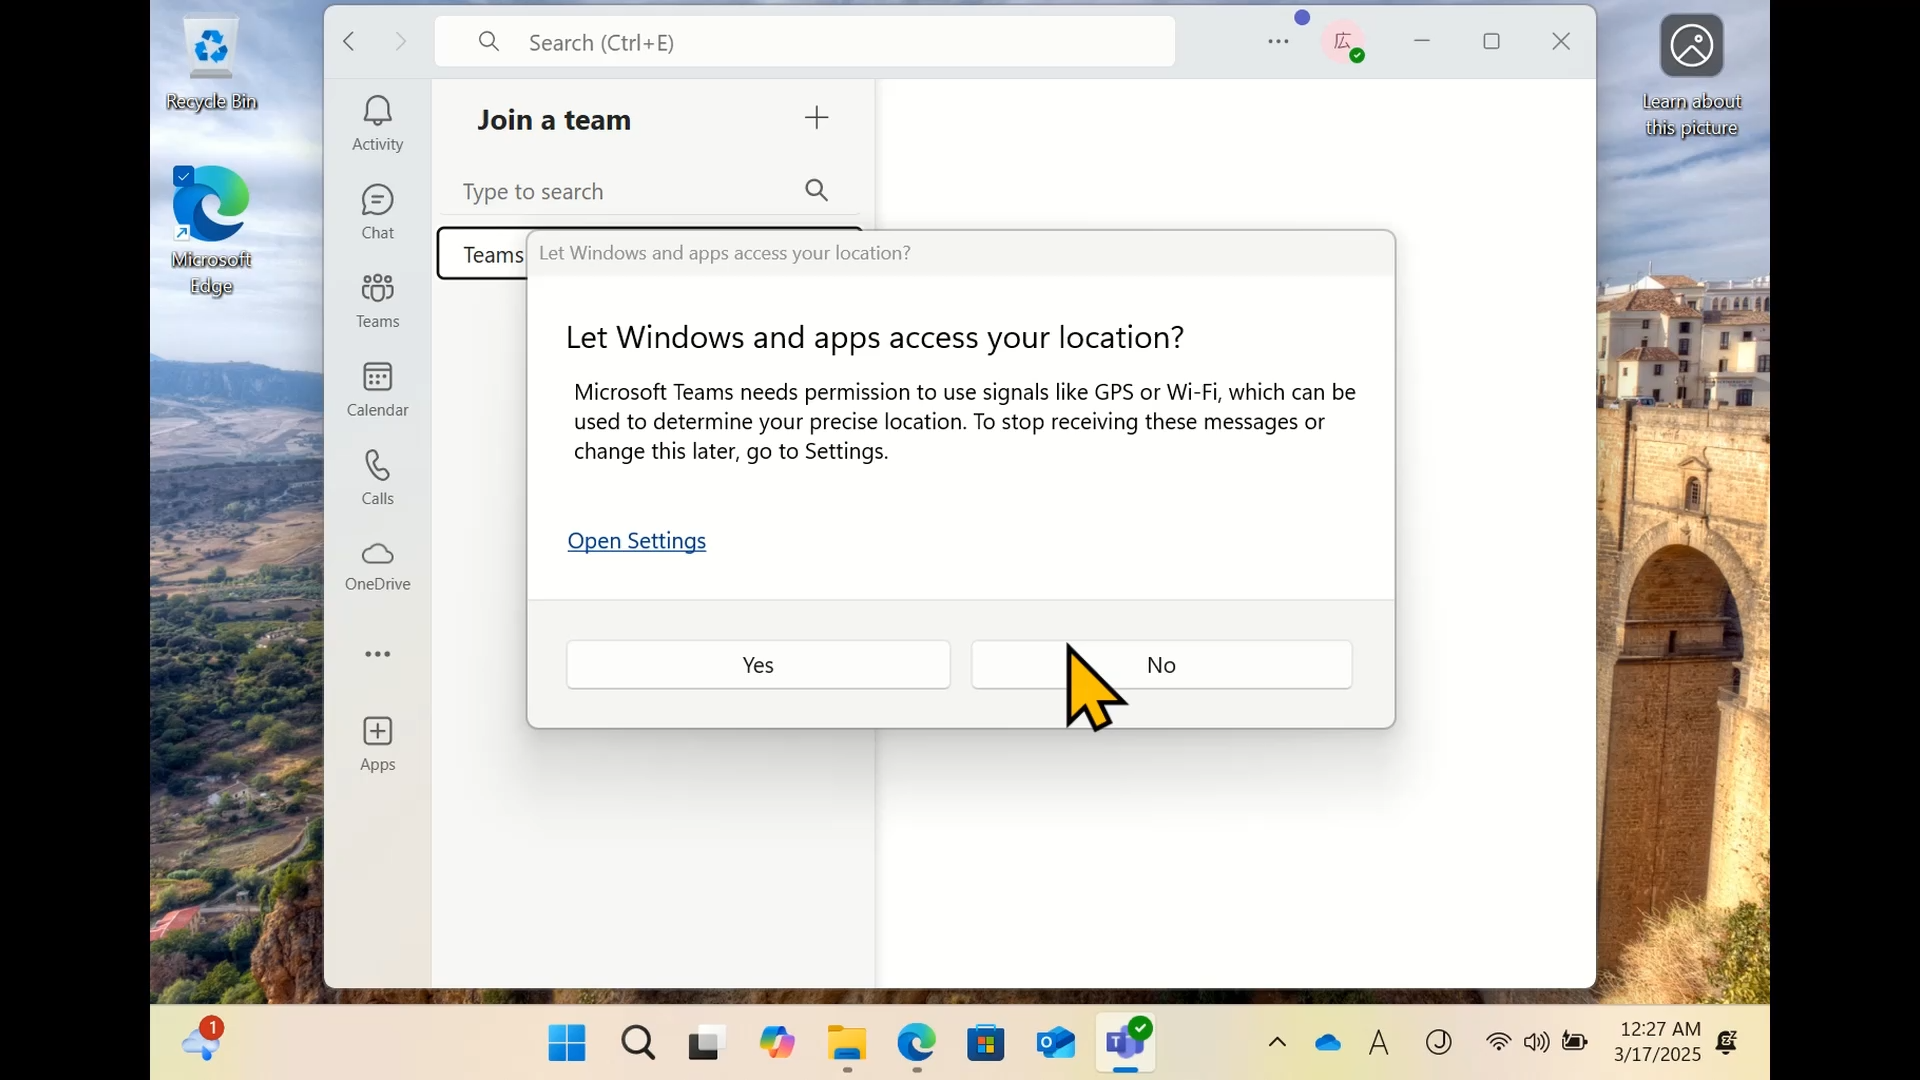 Recycle Bin
Microsoft
Edge
Learn about
this picture
Search (Ctrl+E)
広
Activity
Chat
Teams
Calendar
Calls
OneDrive
Apps
Join a team
Type to search
Teams
Let Windows and apps access your location?
Let Windows and apps access your location?
Microsoft Teams needs permission to use signals like GPS or Wi-Fi, which can be
used to determine your precise location. To stop receiving these messages or
change this later, go to Settings.
Open Settings
Yes
No
1
A
J
12:27 AM
3/17/2025